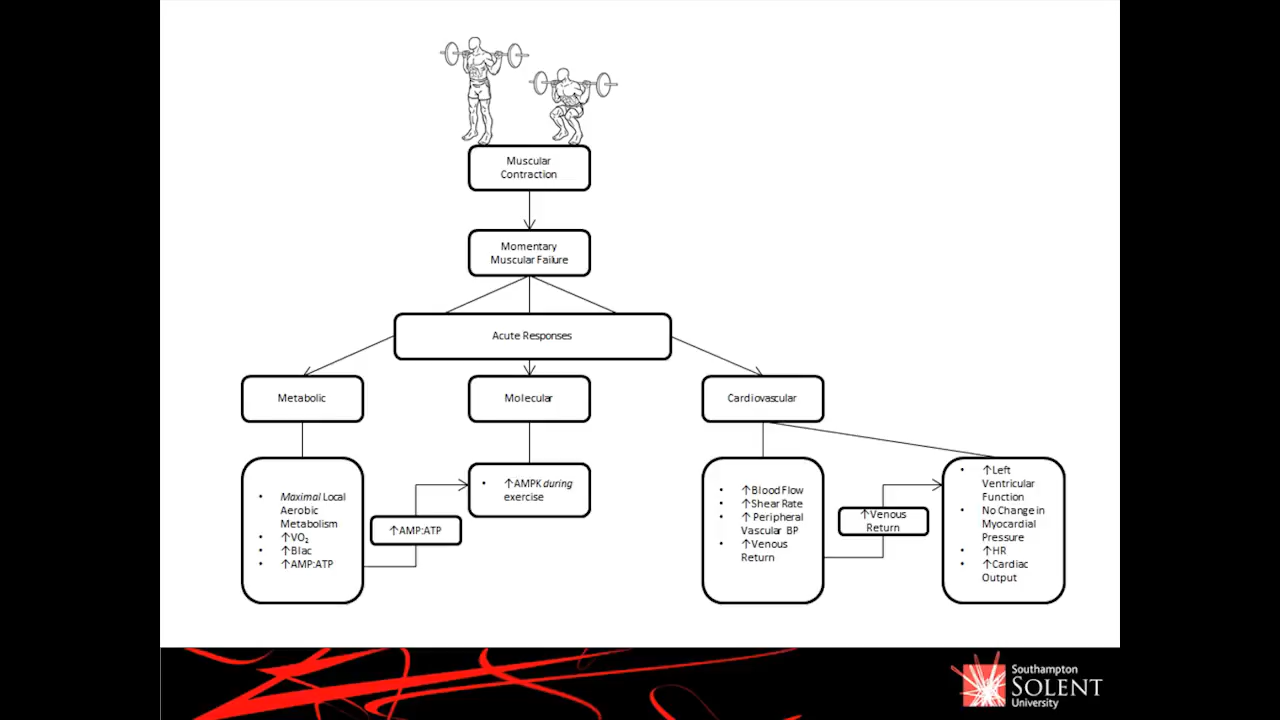 Muscular
Contraction
Momentary
Muscular Failure
Acute Responses
Metabolic
Molecular
Cardiovascular
• Maximal Local
Aerobic
Metabolism
• ↑VO₂
• ↑Blac
• ↑AMP:ATP
↑AMP:ATP
• ↑AMPK during
exercise
• ↑Blood Flow
• ↑Shear Rate
• ↑ Peripheral
Vascular BP
• ↑Venous
Return
↑Venous
Return
• ↑Left
Ventricular
Function
• No Change in
Myocardial
Pressure
• ↑HR
• ↑Cardiac
Output
Southampton
SOLENT
University